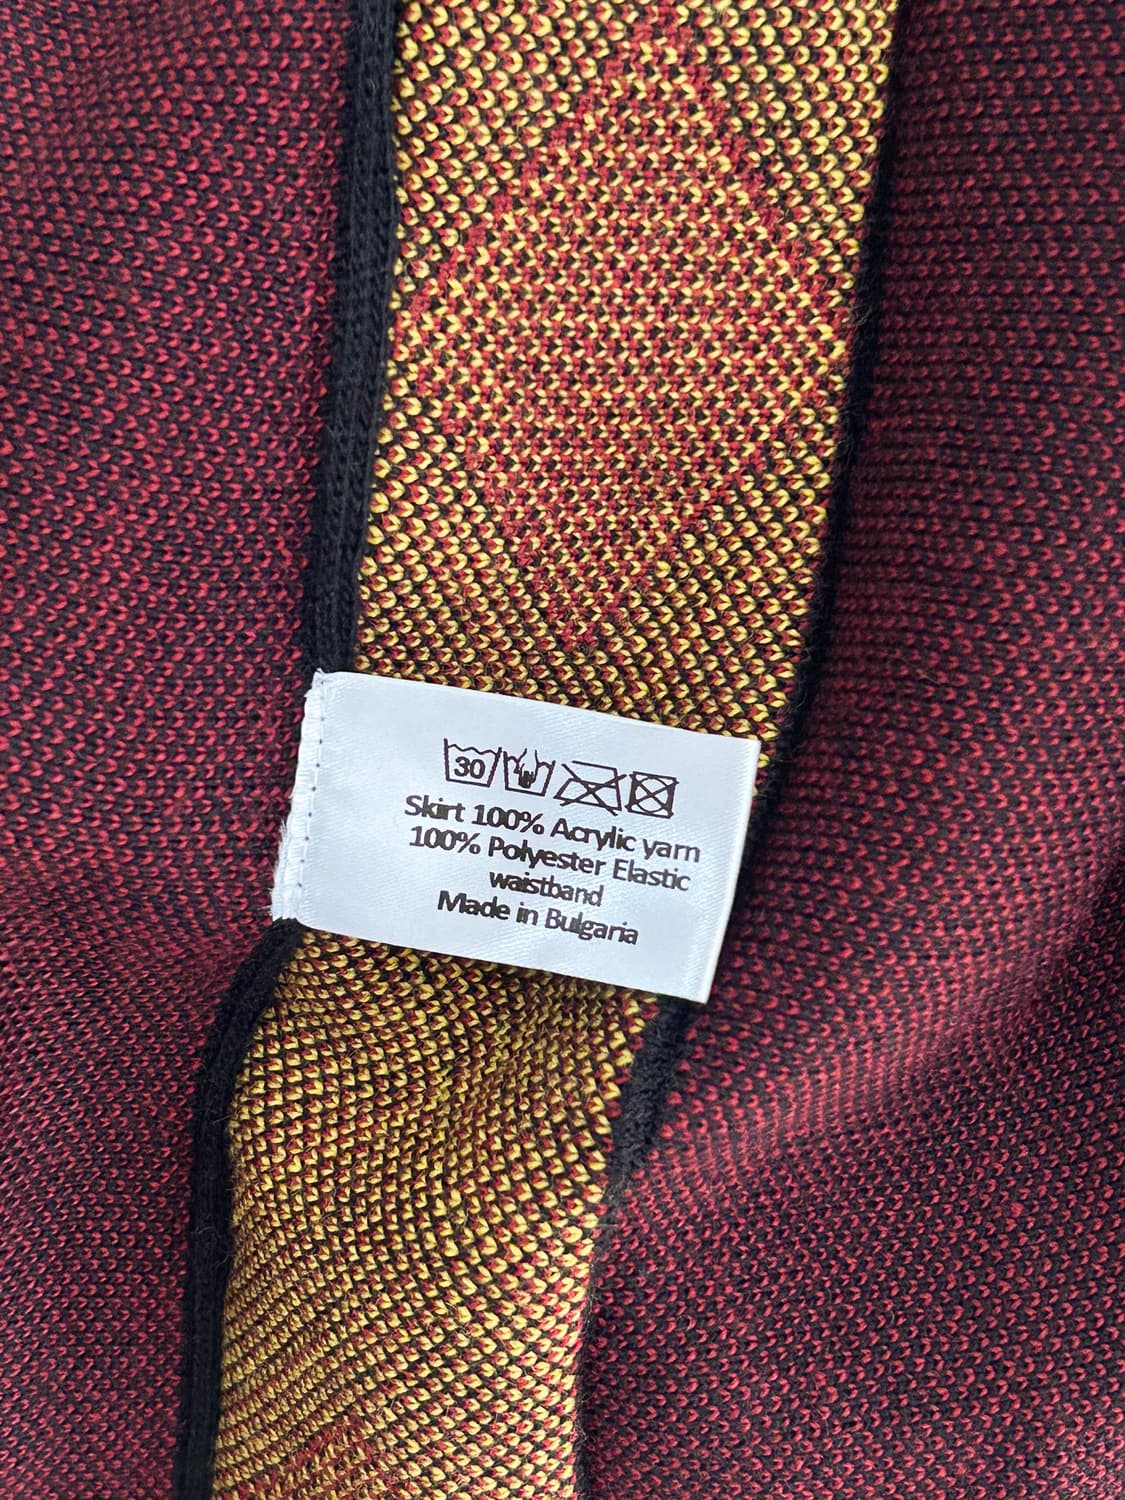 30
Skirt 100% Acrylic yarn
100% Polyester Elastic
waistband
Made in Bulgaria